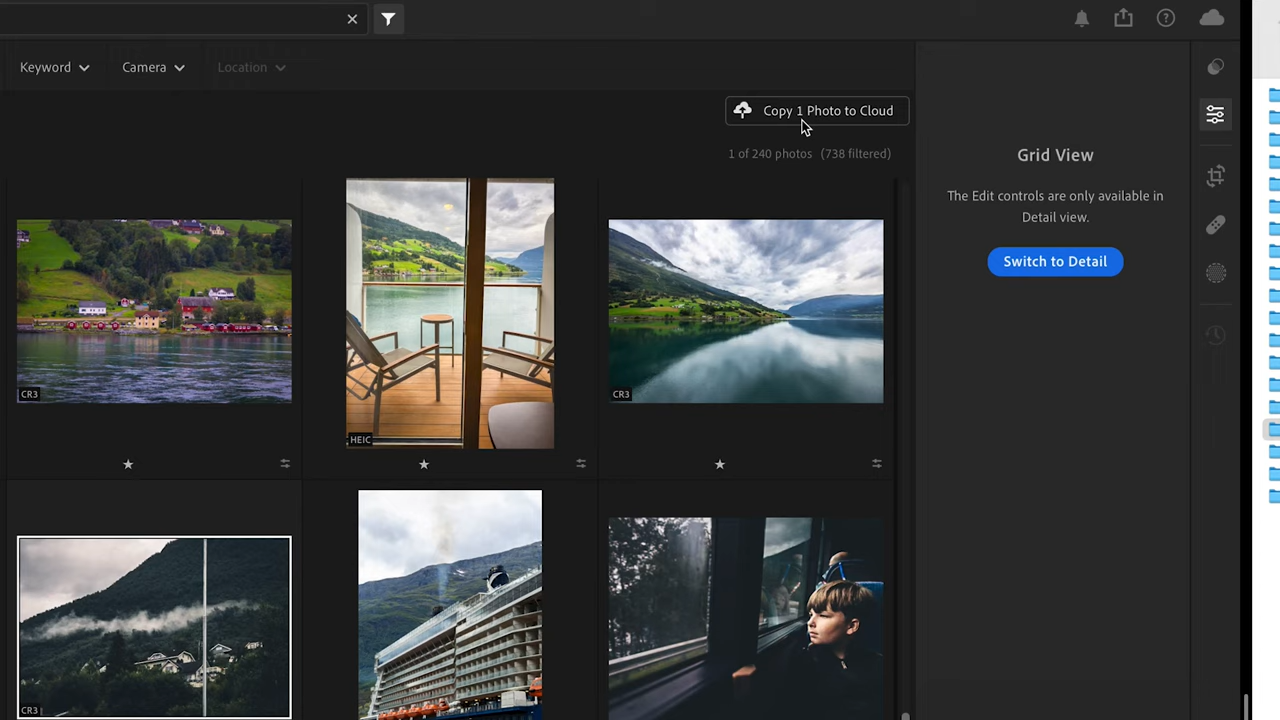 Keyword
Camera
Location
Copy 1 Photo to Cloud
1 of 240 photos (738 filtered)
Grid View
The Edit controls are only available in
Detail view.
Switch to Detail
CR3
HEIC
CR3
CR3